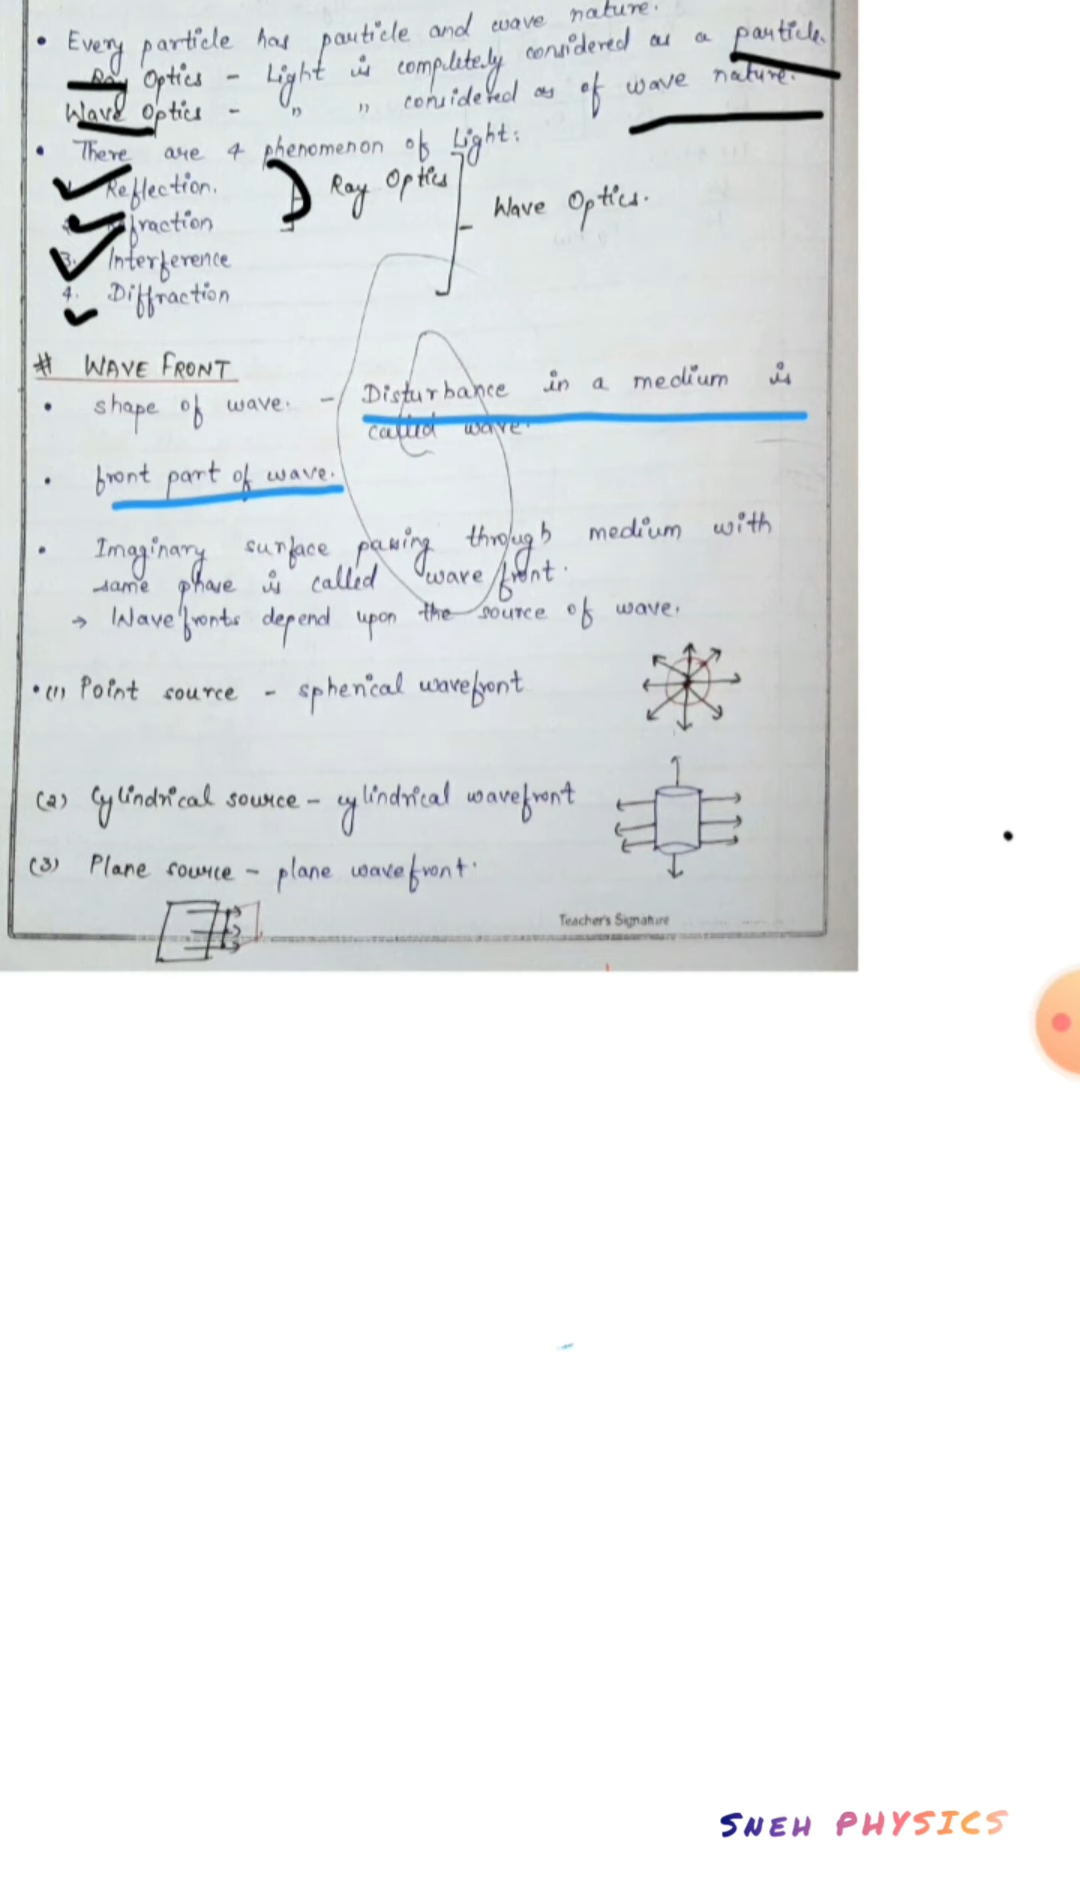 • Every particle has particle and wave nature.
Ray Optics - Light is completely considered as a particle.
Wave Optics - " " considered as of wave nature.
• There are 4 phenomenon of Light:
Reflection.
Ray Optics
Wave Optics.
Refraction
3. Interference
4. Diffraction
# WAVE FRONT
• shape of wave. - Disturbance in a medium is
called wave.
• front part of wave.
• Imaginary surface passing through medium with
same phase is called wave front.
→ Wavefronts depend upon the source of wave.
• (1) Point source - spherical wavefront
(2) Cylindrical source - cylindrical wavefront
(3) Plane source - plane wavefront.
Teacher's Signature
SNEH PHYSICS